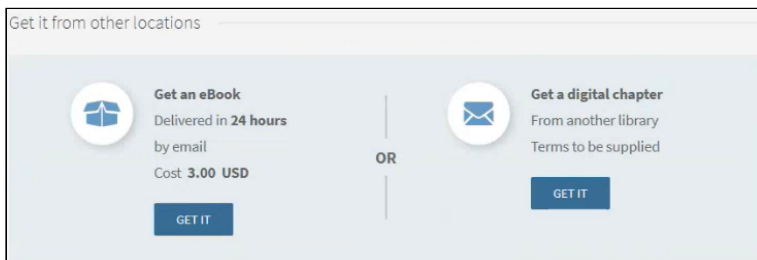 Get it from other locations
Get an eBook
Delivered in 24 hours
by email
Cost 3.00 USD
GET IT
OR
Get a digital chapter
From another library
Terms to be supplied
GET IT